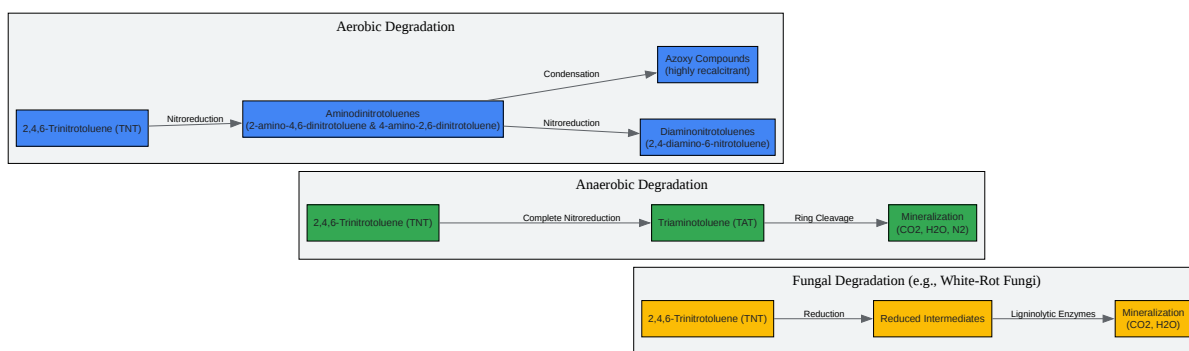 Aerobic Degradation
2,4,6-Trinitrotoluene (TNT)
Nitroreduction
Aminodinitrotoluenes
(2-amino-4,6-dinitrotoluene & 4-amino-2,6-dinitrotoluene)
Condensation
Azoxy Compounds
(highly recalcitrant)
Nitroreduction
Diaminonitrotoluenes
(2,4-diamino-6-nitrotoluene)
Anaerobic Degradation
2,4,6-Trinitrotoluene (TNT)
Complete Nitroreduction
Triaminotoluene (TAT)
Ring Cleavage
Mineralization
(CO2, H2O, N2)
Fungal Degradation (e.g., White-Rot Fungi)
2,4,6-Trinitrotoluene (TNT)
Reduction
Reduced Intermediates
Ligninolytic Enzymes
Mineralization
(CO2, H2O)